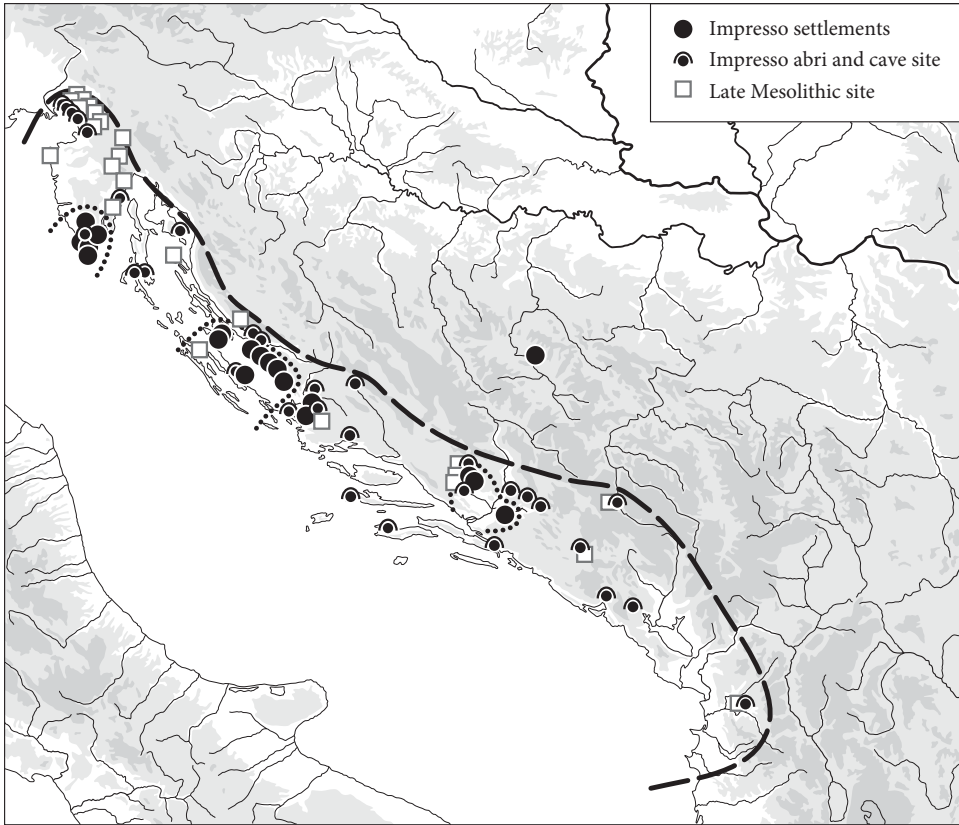 Impresso settlements
Impresso abri and cave site
Late Mesolithic site